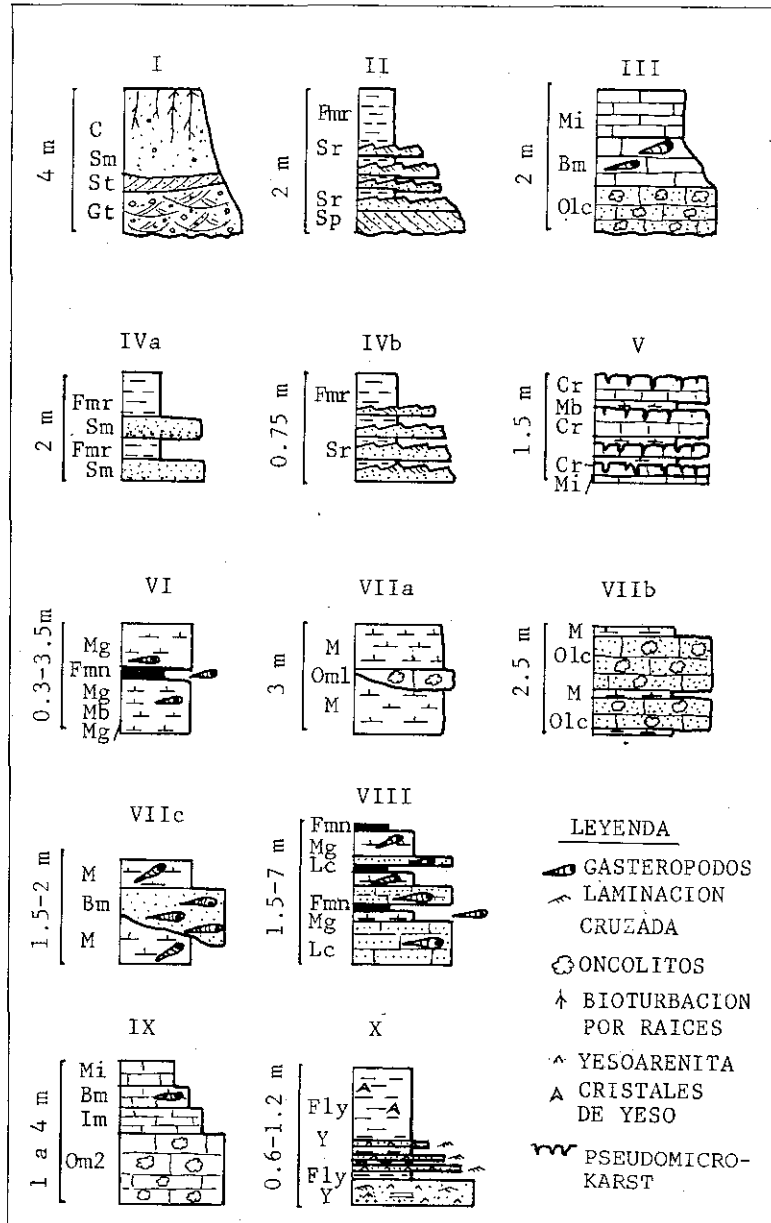 I
4 m
C
Sm
St
Gt
II
2 m
Fmr
Sr
Sr
Sp
III
2 m
Mi
Bm
Olc
IVa
2 m
Fmr
Sm
Fmr
Sm
IVb
0.75 m
Fmr
Sr
V
1.5 m
Cr
Mb
Cr
Cr
Mi
VI
0.3-3.5m
Mg
Fmn
Mg
Mb
Mg
VIIa
3 m
M
Oml
M
VIIb
2.5 m
M
Olc
M
Olc
VIIc
1.5-2 m
M
Bm
M
VIII
1.5-7 m
Fmn
Mg
Lc
Fmn
Mg
Lc
IX
1 a 4 m
Mi
Bm
Im
Om2
X
0.6-1.2 m
Fly
Y
Fly
Y
LEYENDA
GASTEROPODOS
LAMINACION
CRUZADA
ONCOLITOS
BIOTURBACION
POR RAICES
YESOARENITA
CRISTALES
DE YESO
PSEUDOMICRO-
KARST